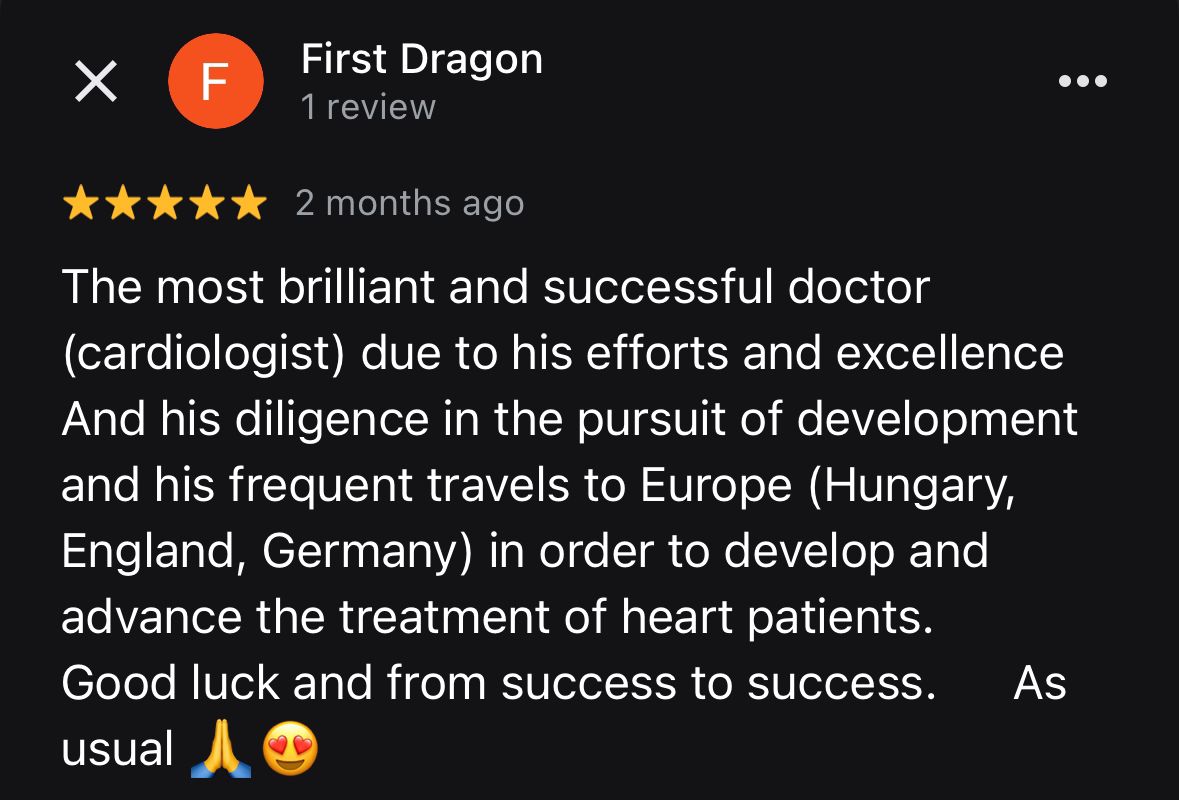 F
First Dragon
1 review
2 months ago
The most brilliant and successful doctor
(cardiologist) due to his efforts and excellence
And his diligence in the pursuit of development
and his frequent travels to Europe (Hungary,
England, Germany) in order to develop and
advance the treatment of heart patients.
Good luck and from success to success. As
usual 🙏😍